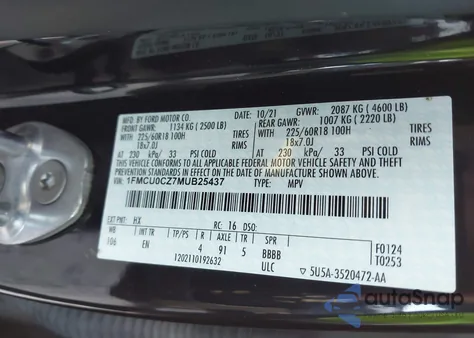 BY FORD MOTOR CO.
10/21 GVWR: 2087 KG ( 4600 LB)
FRONT GAWR: 1134 KG ( 2500 LB) REAR GAWR: 1007 KG ( 2220 LB)
WITH 225/60R18 100H TIRES WITH 225/60R18 100H TIRES
18x7.0J RIMS 18x7.0J RIMS
AT 230 kPa/ 33 PSI/COLD AT 230 kPa/ 33 PSI/COLD
THIS VEHICLE CONFORMS TO ALL APPLICABLE FEDERAL MOTOR VEHICLE SAFETY AND THEFT
PREVENTION STANDARDS IN EFFECT ON THE DATE OF MANUFACTURE SHOWN ABOVE.
VIN: 1FMCU0CZ7MUB25437 TYPE: MPV
EXT PNT: HX RC: 16 DSO:
WB INT TR TP/PS R AXLE TR SPR F0124
106 EN 4 91 5 BBBB T0253
1202110192632 ULC 5U5A-3520472-AA
autoSnap